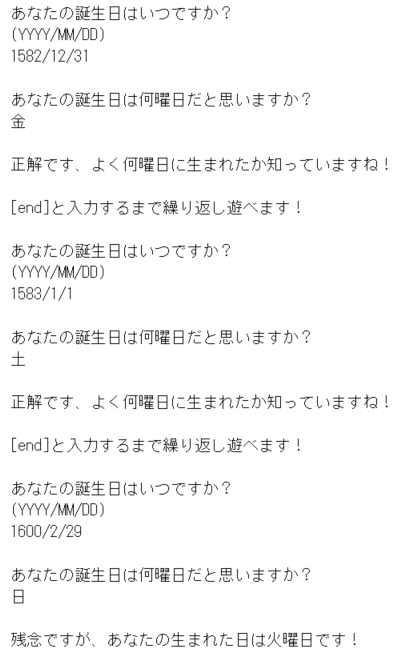 あなたの誕生日はいつですか？
(YYYY/MM/DD)
1582/12/31
あなたの誕生日は何曜日だと思いますか？
金
正解です、よく何曜日に生まれたか知っていますね！
[end]と入力するまで繰り返し遊べます！
あなたの誕生日はいつですか？
(YYYY/MM/DD)
1583/1/1
あなたの誕生日は何曜日だと思いますか？
土
正解です、よく何曜日に生まれたか知っていますね！
[end]と入力するまで繰り返し遊べます！
あなたの誕生日はいつですか？
(YYYY/MM/DD)
1600/2/29
あなたの誕生日は何曜日だと思いますか？
日
残念ですが、あなたの生まれた日は火曜日です！